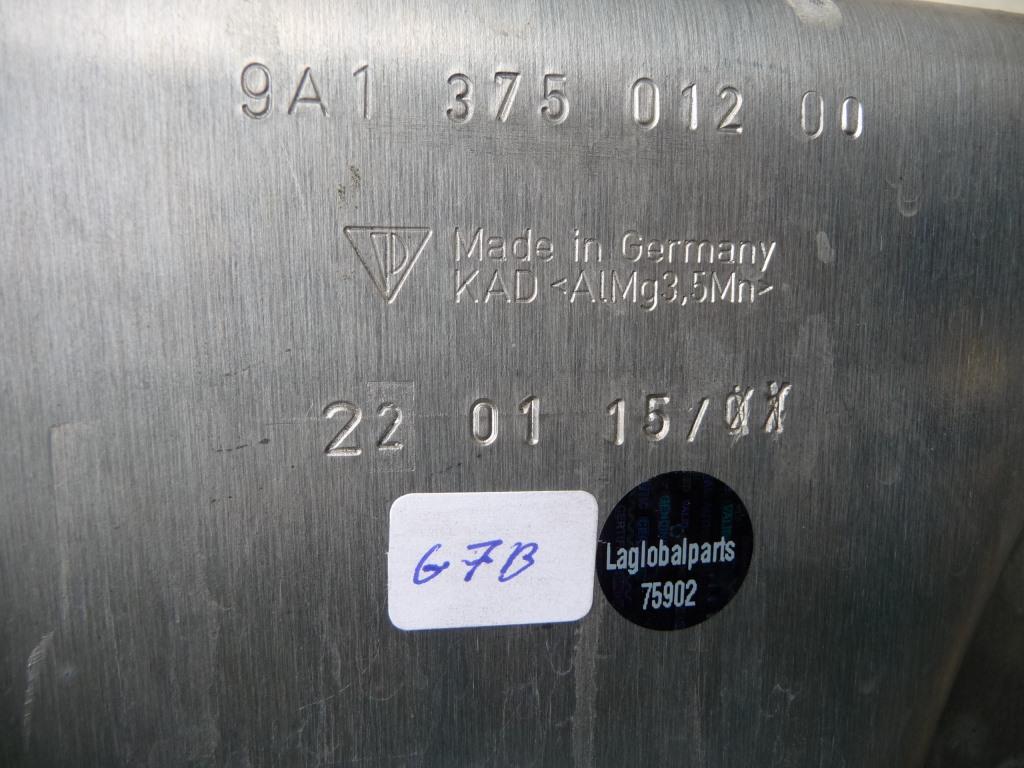 9A1 375 012 00
Made in Germany
KAD <AlMg3,5Mn>
22 01 15/
G7B
Laglobalparts
75902